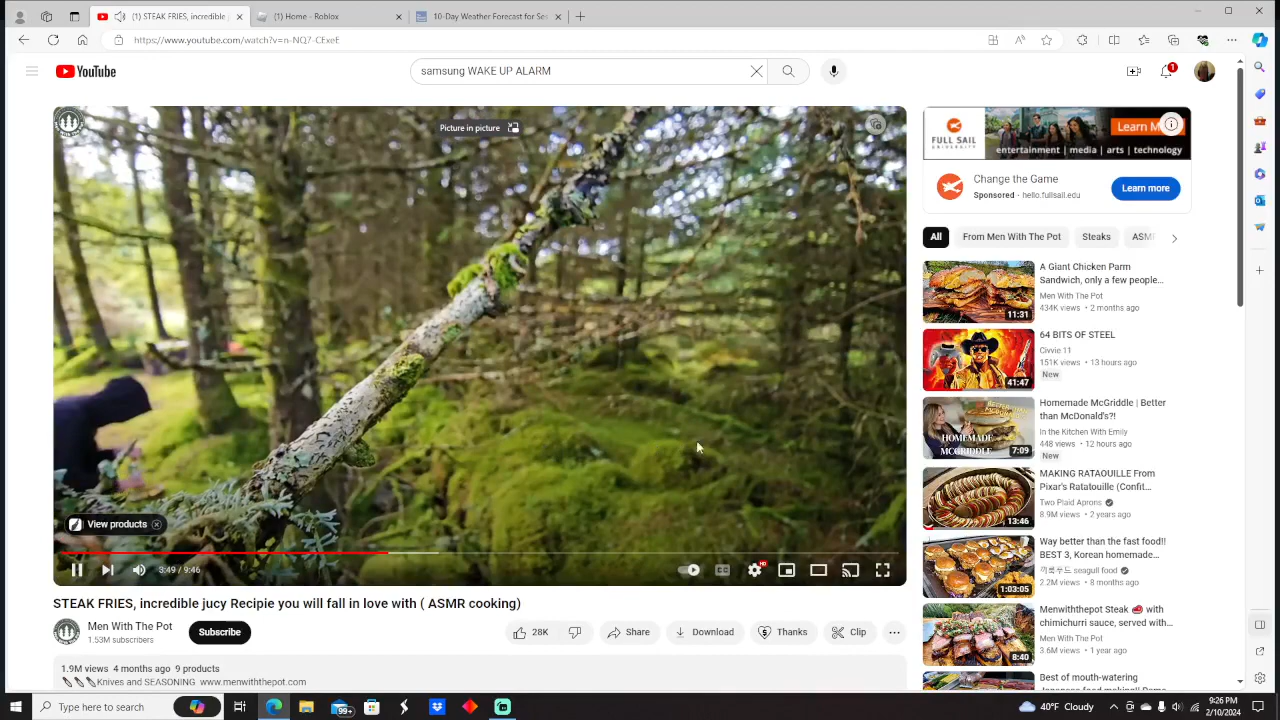 (1) STEAK FRIES, incredible
(1) Home - Roblox
10-Day Weather Forecast for Se
https://www.youtube.com/watch?v=n-NQ7-CExeE
YouTube
samsung WAKE UP ALARM
1
Picture in picture
View products
3:49 / 9:46
HD
STEAK FRIES, incredible jucy Recipie you will fall in love with ( ASMR cooking)
Men With The Pot
1.53M subscribers
Subscribe
28K
Share
Download
Thanks
Clip
1.9M views 4 months ago 9 products
Knives and SEASONING www.menwiththepot.com
FULL SAIL
UNIVERSITY
Learn M
entertainment | media | arts | technology
Change the Game
Sponsored · hello.fullsail.edu
Learn more
All
From Men With The Pot
Steaks
ASM
A Giant Chicken Parm
Sandwich, only a few people...
Men With The Pot
434K views • 2 months ago
11:31
64 BITS OF STEEL
Civvie 11
151K views • 13 hours ago
New
41:47
Homemade McGriddle | Better
than McDonald's?!
In the Kitchen With Emily
448 views • 12 hours ago
New
HOMEMADE
MCGRIDDLE
7:09
MAKING RATAOUILLE From
Pixar's Ratatouille (Confit...
Two Plaid Aprons
8.9M views • 2 years ago
13:46
Way better than the fast food!!
BEST 3, Korean homemade...
seagull food
2.2M views • 8 months ago
1:03:05
Menwiththepot Steak 🥩 with
chimichurri sauce, served with...
Men With The Pot
3.6M views • 1 year ago
8:40
Best of mouth-watering
Type here to search
99+
40°F Cloudy
9:26 PM
2/10/2024